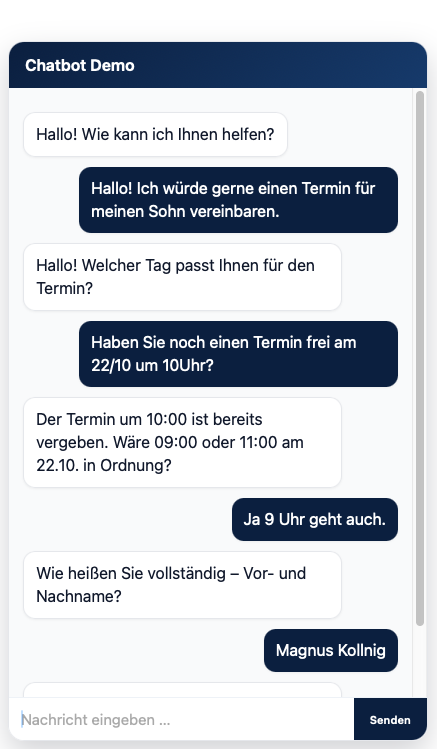 Chatbot Demo
Hallo! Wie kann ich Ihnen helfen?
Hallo! Ich würde gerne einen Termin für
meinen Sohn vereinbaren.
Hallo! Welcher Tag passt Ihnen für den
Termin?
Haben Sie noch einen Termin frei am
22/10 um 10Uhr?
Der Termin um 10:00 ist bereits
vergeben. Wäre 09:00 oder 11:00 am
22.10. in Ordnung?
Ja 9 Uhr geht auch.
Wie heißen Sie vollständig – Vor- und
Nachname?
Magnus Kollnig
Nachricht eingeben ...
Senden